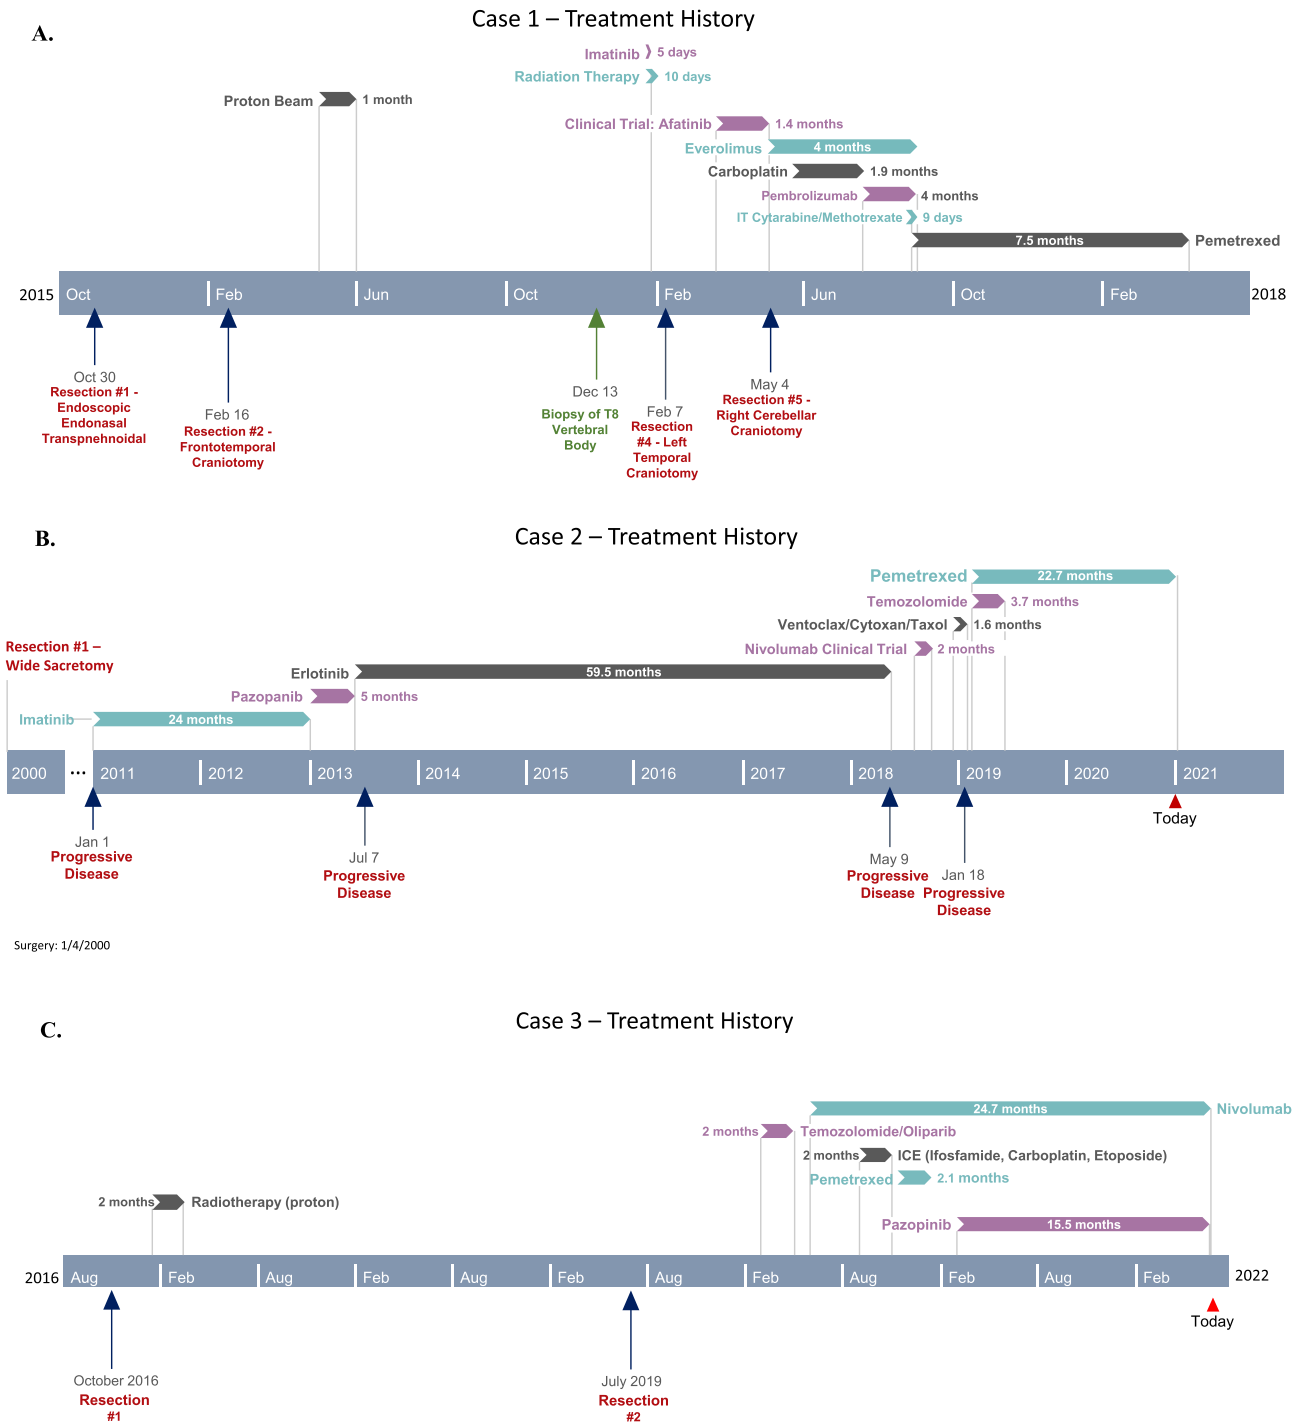 Case 1 – Treatment History
A.
Imatinib
5 days
Radiation Therapy
10 days
Proton Beam
1 month
Clinical Trial: Afatinib
1.4 months
Everolimus
4 months
Carboplatin
1.9 months
Pembrolizumab
4 months
IT Cytarabine/Methotrexate
9 days
7.5 months
Pemetrexed
2015
Oct
Feb
Jun
Oct
Feb
Jun
Oct
Feb
2018
Oct 30
Resection #1 -
Endoscopic
Endonasal
Transpnehnoidal
Feb 16
Resection #2 -
Frontotemporal
Craniotomy
Dec 13
Biopsy of T8
Vertebral
Body
Feb 7
Resection
#4 - Left
Temporal
Craniotomy
May 4
Resection #5 -
Right Cerebellar
Craniotomy
B.
Case 2 – Treatment History
Pemetrexed
22.7 months
Temozolomide
3.7 months
Ventoclax/Cytoxan/Taxol
1.6 months
Nivolumab Clinical Trial
2 months
Resection #1 –
Wide Sacretomy
Erlotinib
59.5 months
Pazopanib
5 months
Imatinib
24 months
2000
...
2011
2012
2013
2014
2015
2016
2017
2018
2019
2020
2021
Today
Jan 1
Progressive
Disease
Jul 7
Progressive
Disease
May 9
Progressive
Disease
Jan 18
Progressive
Disease
Surgery: 1/4/2000
C.
Case 3 – Treatment History
24.7 months
Nivolumab
2 months
Temozolomide/Oliparib
2 months
ICE (Ifosfamide, Carboplatin, Etoposide)
Pemetrexed
2.1 months
2 months
Radiotherapy (proton)
Pazopinib
15.5 months
2016
Aug
Feb
Aug
Feb
Aug
Feb
Aug
Feb
Aug
Feb
Aug
Feb
2022
Today
October 2016
Resection
#1
July 2019
Resection
#2